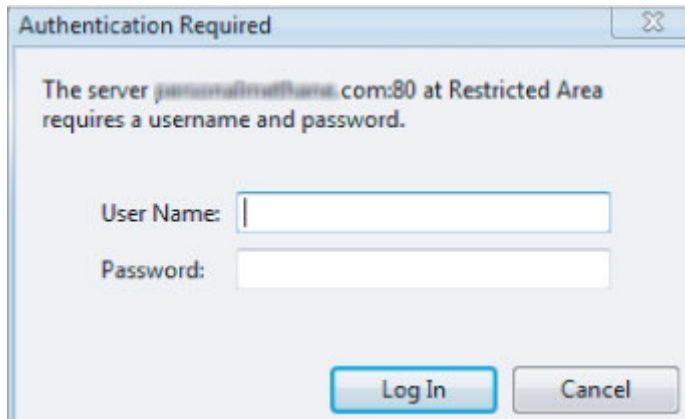 Authentication Required
The server .com:80 at Restricted Area
requires a username and password.
User Name:
Password:
Log In
Cancel